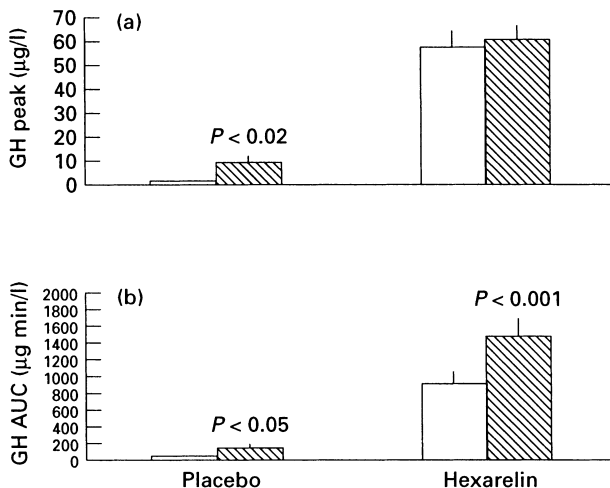 (a)
GH peak (μg/l)
70
60
50
40
30
20
10
0
P < 0.02
(b)
GH AUC (μg min/l)
2000
1800
1600
1400
1200
1000
800
600
400
200
0
P < 0.05
P < 0.001
Placebo Hexarelin